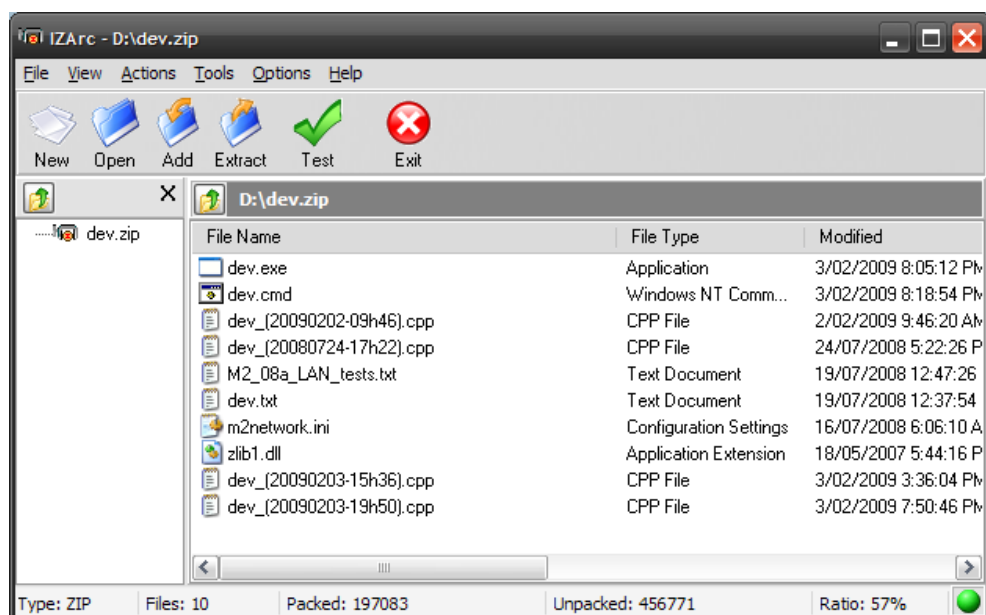 IZArc - D:\dev.zip
File View Actions Tools Options Help
New Open Add Extract Test Exit
D:\dev.zip
dev.zip
File Name File Type Modified
dev.exe Application 3/02/2009 8:05:12 PM
dev.cmd Windows NT Comm... 3/02/2009 8:18:54 PM
dev_(20090202-09h46).cpp CPP File 2/02/2009 9:46:20 AM
dev_(20080724-17h22).cpp CPP File 24/07/2008 5:22:26 P
M2_08a_LAN_tests.txt Text Document 19/07/2008 12:47:26
dev.txt Text Document 19/07/2008 12:37:54
m2network.ini Configuration Settings 16/07/2008 6:06:10 A
zlib1.dll Application Extension 18/05/2007 5:44:16 P
dev_(20090203-15h36).cpp CPP File 3/02/2009 3:36:04 PM
dev_(20090203-19h50).cpp CPP File 3/02/2009 7:50:46 PM
Type: ZIP Files: 10 Packed: 197083 Unpacked: 456771 Ratio: 57%